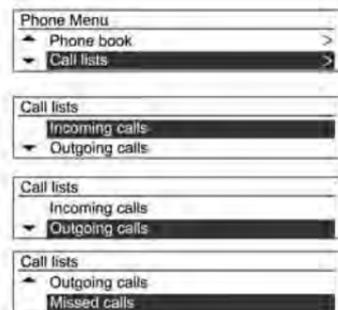 Phone Menu
Phone book >
Call lists >
Call lists
Incoming calls
Outgoing calls
Call lists
Incoming calls
Outgoing calls
Call lists
Outgoing calls
Missed calls